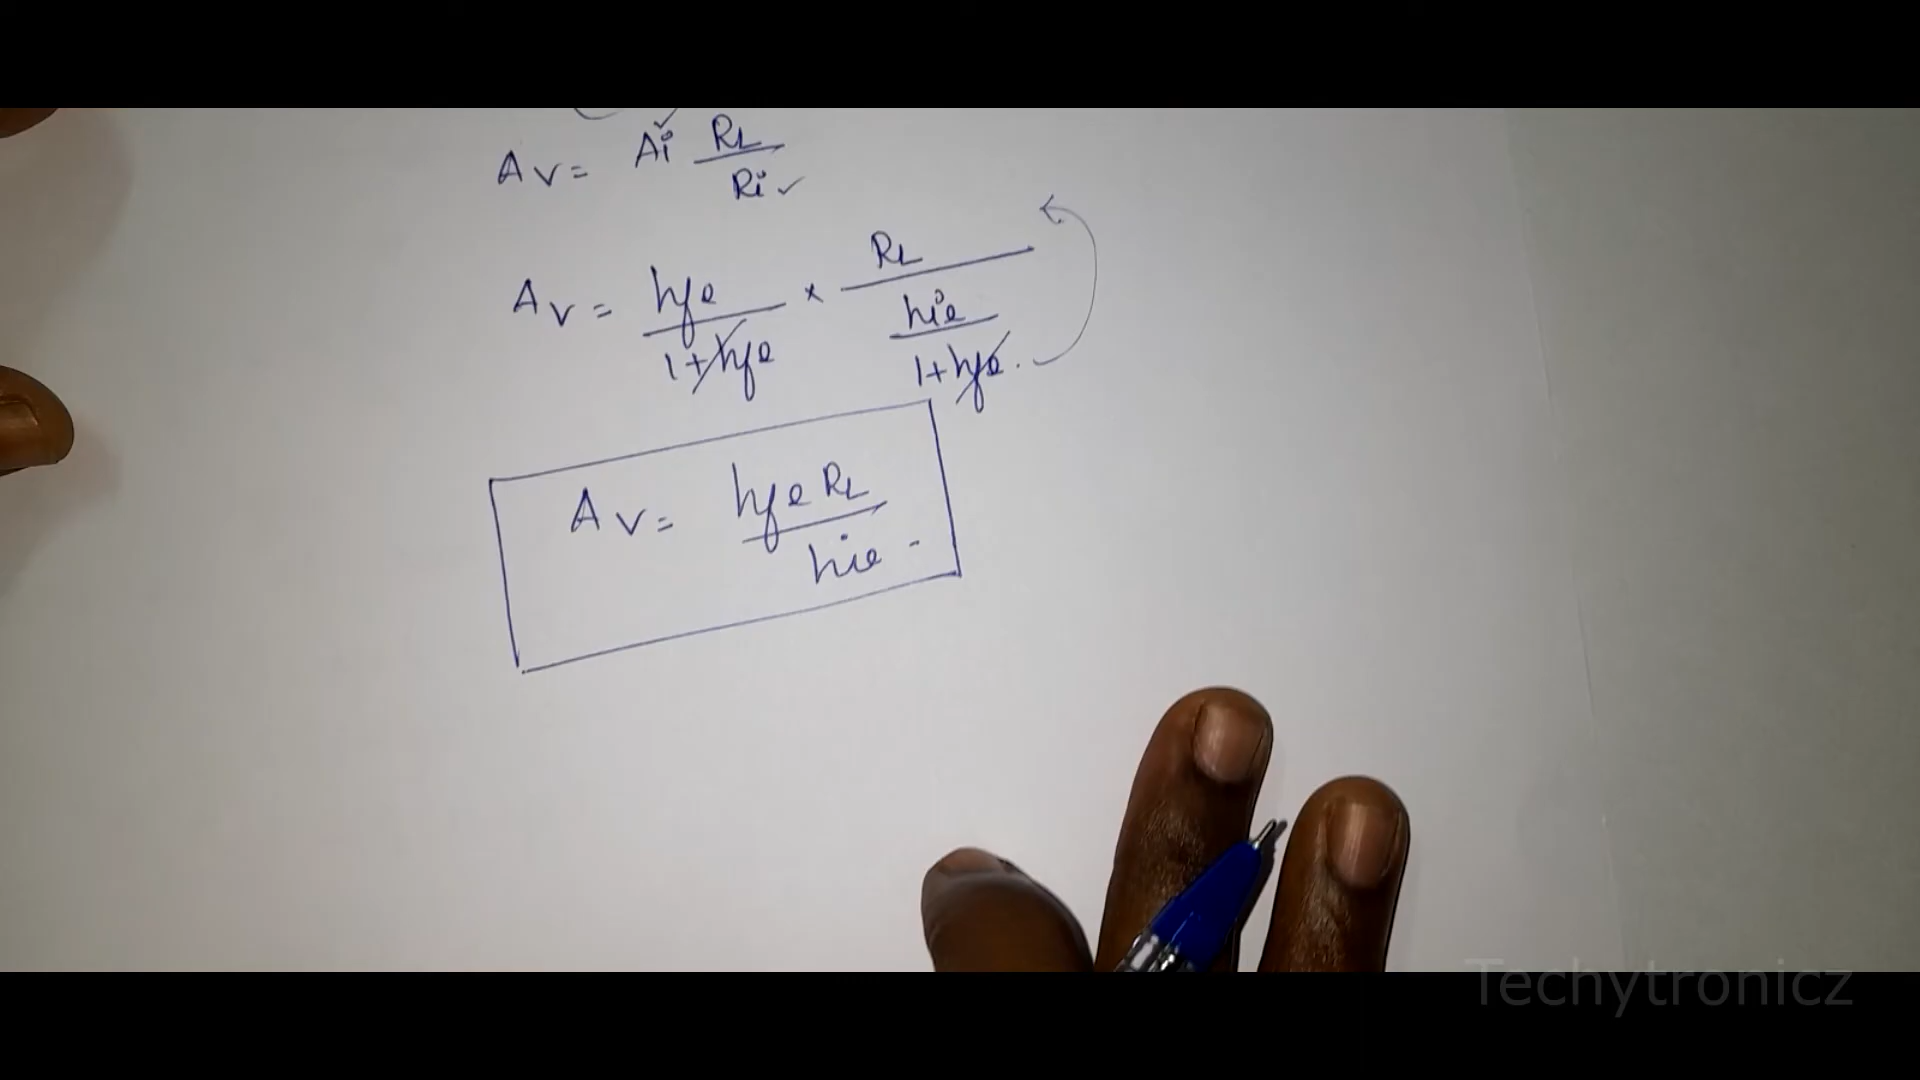 Av = Ai RL / Ri ✓
Av = hfe / 1+hfe × RL / hie / 1+hfe .
Av = hfe RL / hie .
Techytronicz